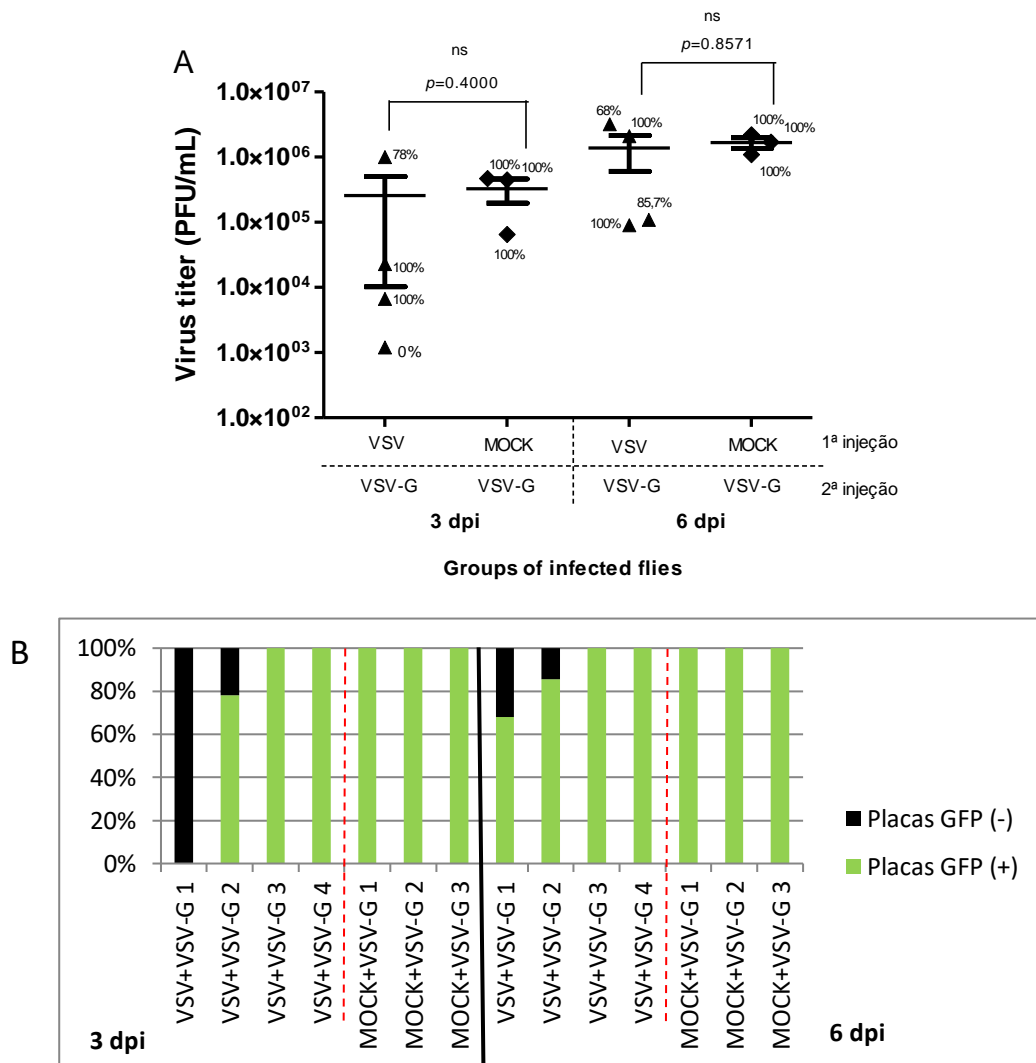 A
ns
p=0.4000
ns
p=0.8571
Virus titer (PFU/mL)
1.0×10⁰⁷
1.0×10⁰⁶
1.0×10⁰⁵
1.0×10⁰⁴
1.0×10⁰³
1.0×10⁰²
78%
100%
100%
0%
100% 100%
100%
68% 100%
100% 85,7%
100% 100%
100%
VSV MOCK VSV MOCK 1ª injeção
VSV-G VSV-G VSV-G VSV-G 2ª injeção
3 dpi 6 dpi
Groups of infected flies
B
100%
80%
60%
40%
20%
0%
VSV+VSV-G 1
VSV+VSV-G 2
VSV+VSV-G 3
VSV+VSV-G 4
MOCK+VSV-G 1
MOCK+VSV-G 2
MOCK+VSV-G 3
VSV+VSV-G 1
VSV+VSV-G 2
VSV+VSV-G 3
VSV+VSV-G 4
MOCK+VSV-G 1
MOCK+VSV-G 2
MOCK+VSV-G 3
Placas GFP (-)
Placas GFP (+)
3 dpi
6 dpi